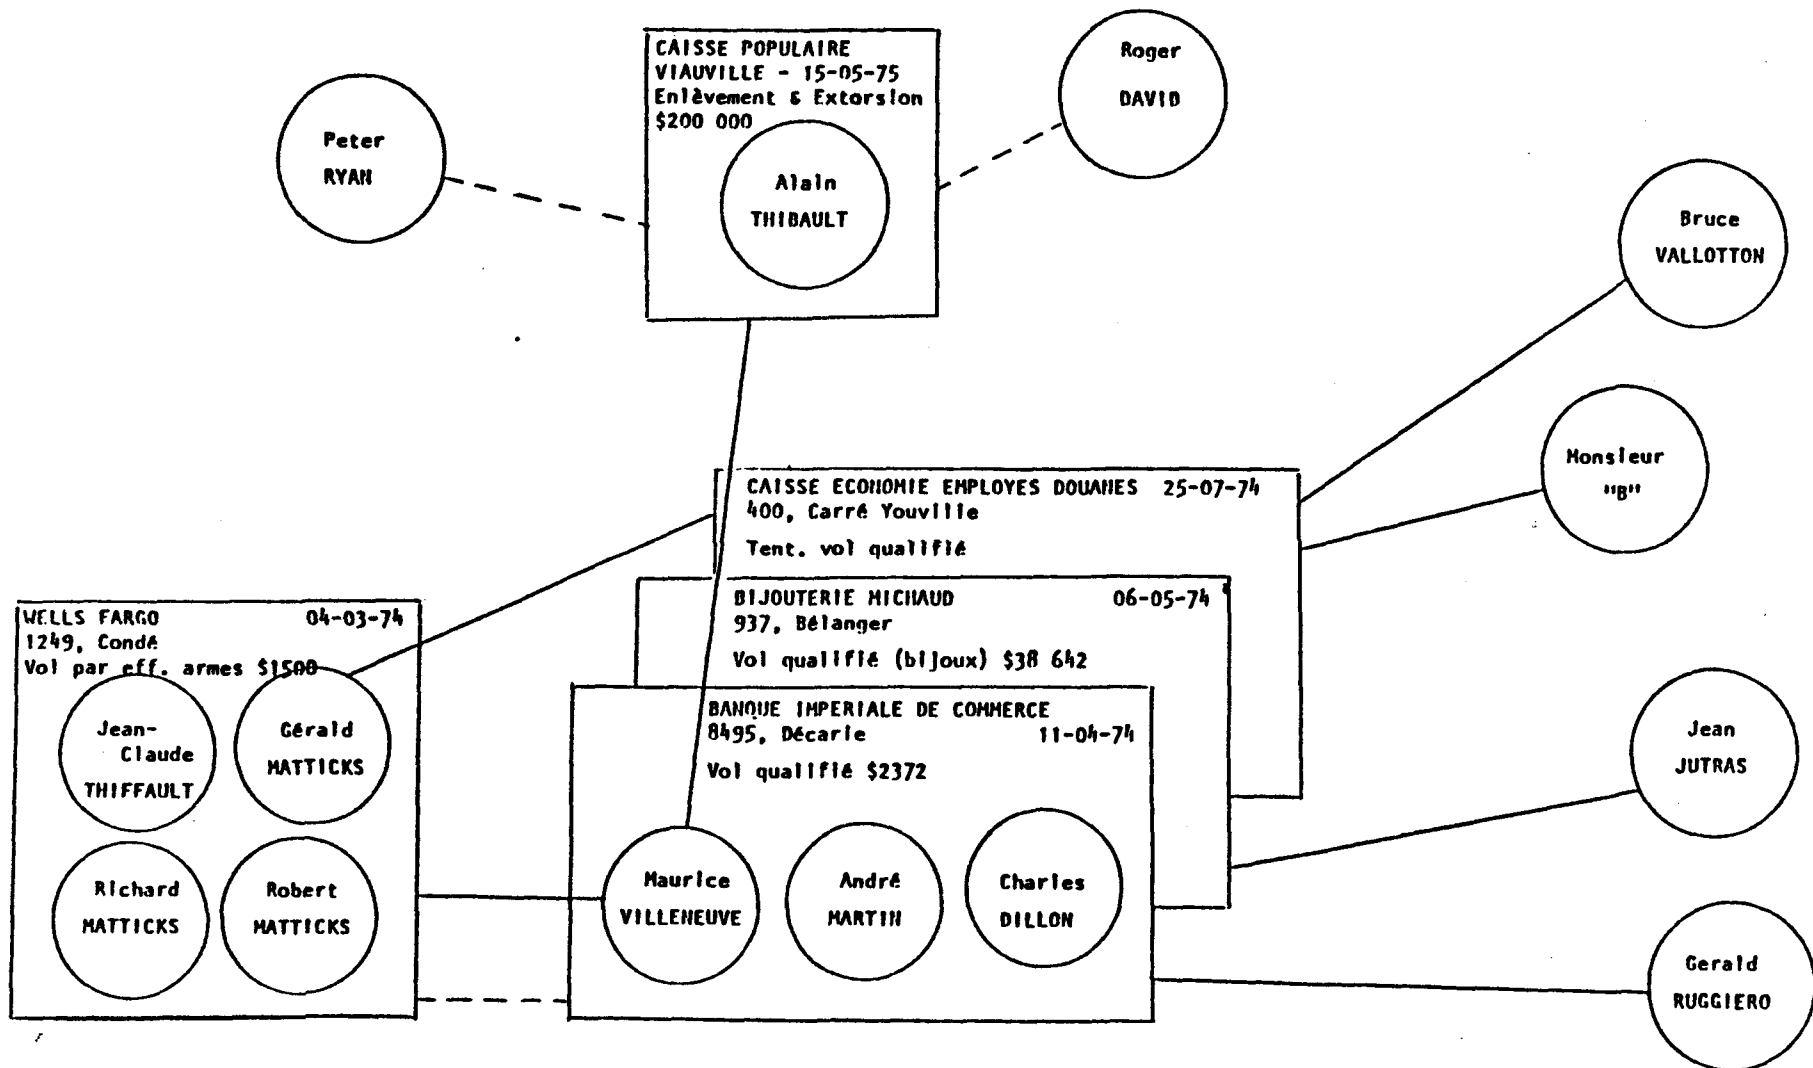 CAISSE POPULAIRE
VIAUVILLE - 15-05-75
Enlèvement & Extorsion
$200 000
Alain
THIBAULT
Roger
DAVID
Peter
RYAN
Bruce
VALLOTTON
Monsieur
"B"
CAISSE ECONOMIE EMPLOYES DOUANES 25-07-74
400, Carré Youville
Tent. vol qualifié
BIJOUTERIE MICHAUD 06-05-74
937, Bélanger
Vol qualifié (bijoux) $38 642
BANQUE IMPERIALE DE COMMERCE
8495, Décarie 11-04-74
Vol qualifié $2372
Maurice
VILLENEUVE
André
MARTIN
Charles
DILLON
WELLS FARGO 04-03-74
1249, Condé
Vol par eff. armes $1500
Jean-
Claude
THIFFAULT
Gérald
MATTICKS
Richard
MATTICKS
Robert
MATTICKS
Jean
JUTRAS
Gerald
RUGGIERO